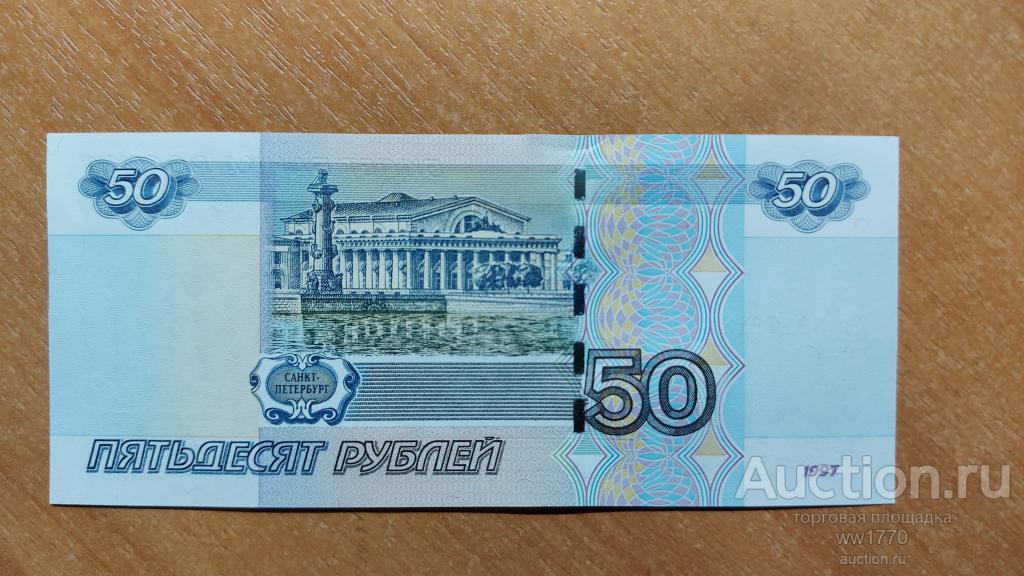 50
50
САНКТ-
ПЕТЕРБУРГ
50
ПЯТЬДЕСЯТ РУБЛЕЙ
1997
Auction.ru
торговая площадка
ww1770
auction.ru